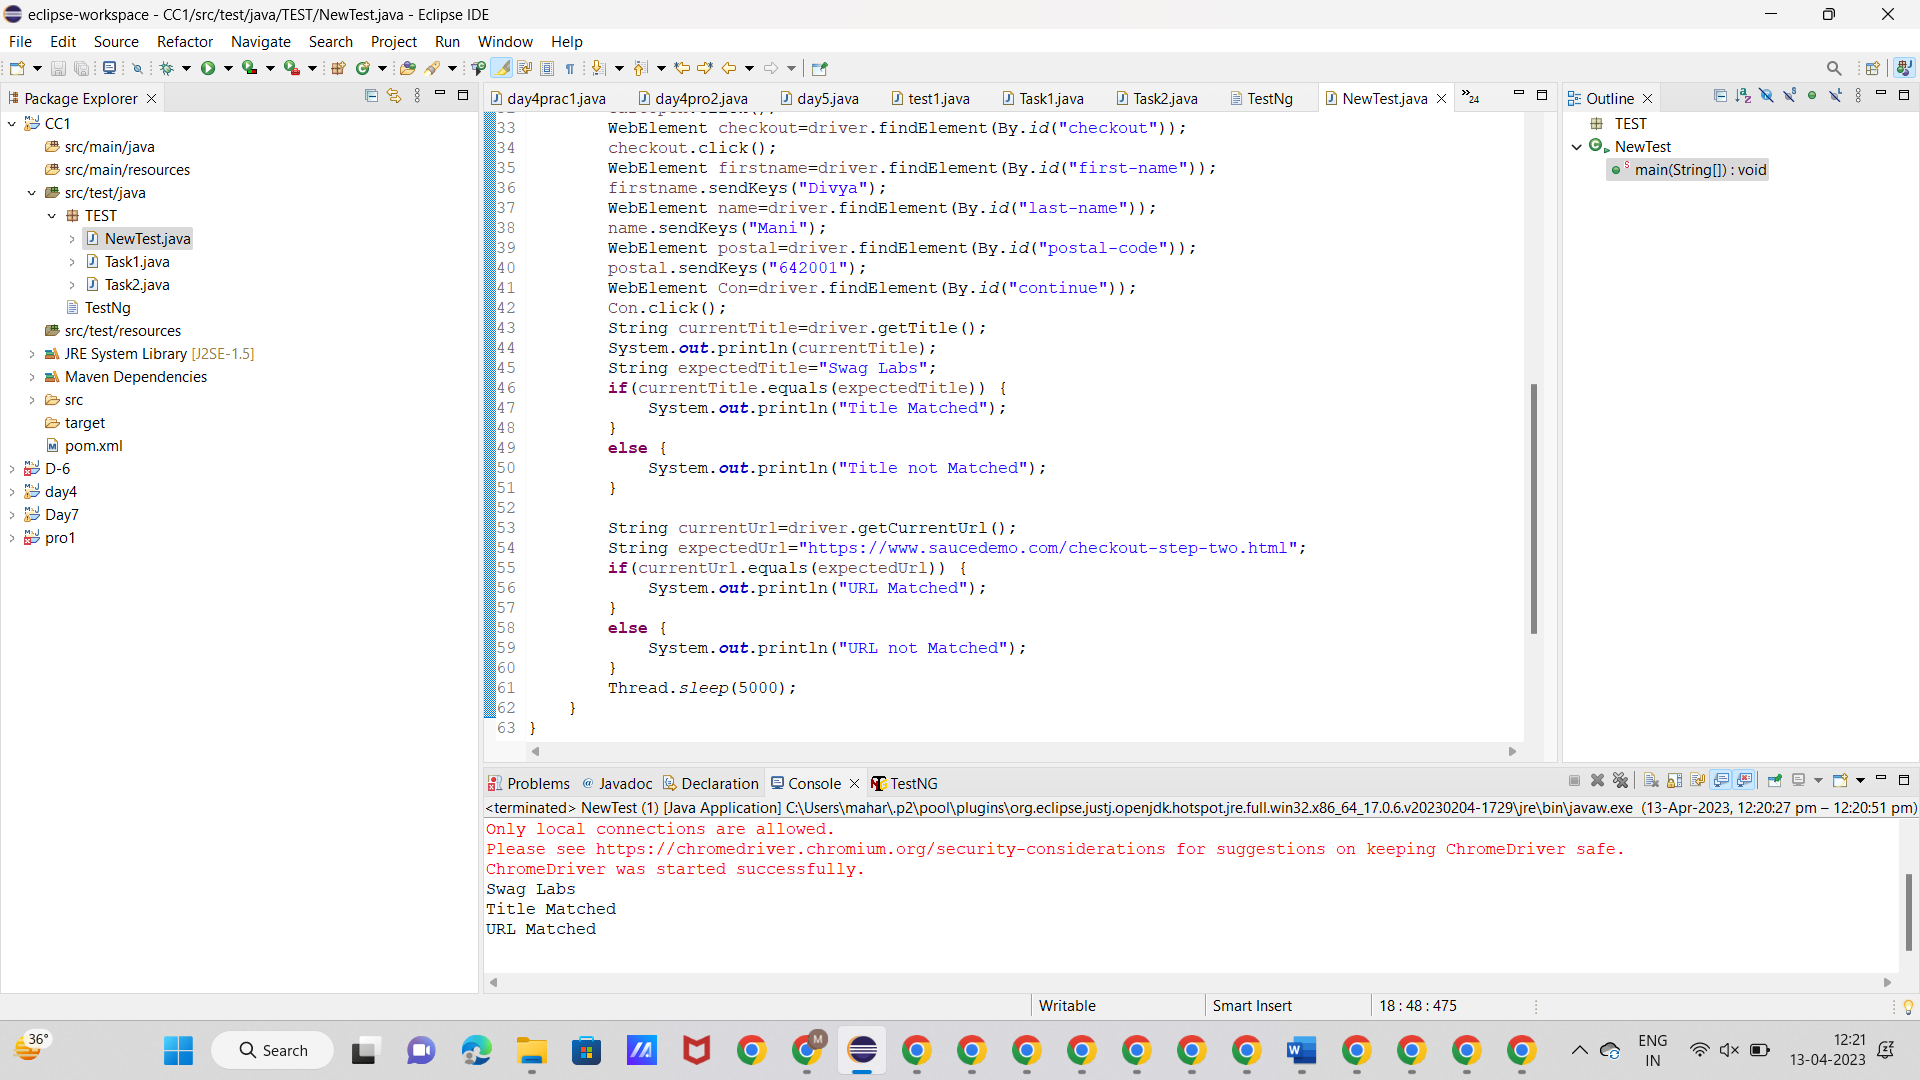 eclipse-workspace - CC1/src/test/java/TEST/NewTest.java - Eclipse IDE
File Edit Source Refactor Navigate Search Project Run Window Help
Package Explorer
day4prac1.java day4pro2.java day5.java test1.java Task1.java Task2.java TestNg NewTest.java »24
Outline
CC1
src/main/java
src/main/resources
src/test/java
TEST
NewTest.java
Task1.java
Task2.java
TestNg
src/test/resources
JRE System Library [J2SE-1.5]
Maven Dependencies
src
target
pom.xml
D-6
day4
Day7
pro1
33 WebElement checkout=driver.findElement(By.id("checkout"));
34 checkout.click();
35 WebElement firstname=driver.findElement(By.id("first-name"));
36 firstname.sendKeys("Divya");
37 WebElement name=driver.findElement(By.id("last-name"));
38 name.sendKeys("Mani");
39 WebElement postal=driver.findElement(By.id("postal-code"));
40 postal.sendKeys("642001");
41 WebElement Con=driver.findElement(By.id("continue"));
42 Con.click();
43 String currentTitle=driver.getTitle();
44 System.out.println(currentTitle);
45 String expectedTitle="Swag Labs";
46 if(currentTitle.equals(expectedTitle)) {
47 System.out.println("Title Matched");
48 }
49 else {
50 System.out.println("Title not Matched");
51 }
52
53 String currentUrl=driver.getCurrentUrl();
54 String expectedUrl="https://www.saucedemo.com/checkout-step-two.html";
55 if(currentUrl.equals(expectedUrl)) {
56 System.out.println("URL Matched");
57 }
58 else {
59 System.out.println("URL not Matched");
60 }
61 Thread.sleep(5000);
62 }
63 }
TEST
NewTest
main(String[]) : void
Problems Javadoc Declaration Console TestNG
<terminated> NewTest (1) [Java Application] C:\Users\mahar\.p2\pool\plugins\org.eclipse.justj.openjdk.hotspot.jre.full.win32.x86_64_17.0.6.v20230204-1729\jre\bin\javaw.exe (13-Apr-2023, 12:20:27 pm – 12:20:51 pm)
Only local connections are allowed.
Please see https://chromedriver.chromium.org/security-considerations for suggestions on keeping ChromeDriver safe.
ChromeDriver was started successfully.
Swag Labs
Title Matched
URL Matched
Writable Smart Insert 18 : 48 : 475
36°
Search
M
ENG
IN
12:21
13-04-2023